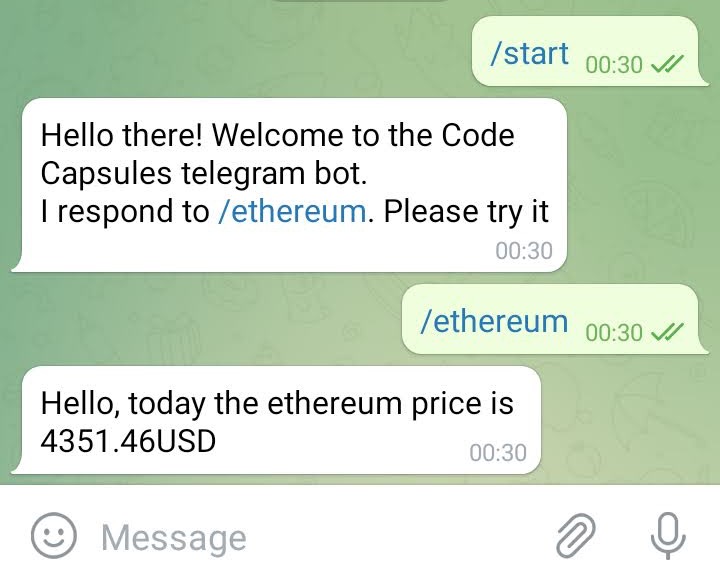 /start 00:30
Hello there! Welcome to the Code
Capsules telegram bot.
I respond to /ethereum. Please try it
00:30
/ethereum 00:30
Hello, today the ethereum price is
4351.46USD 00:30
Message